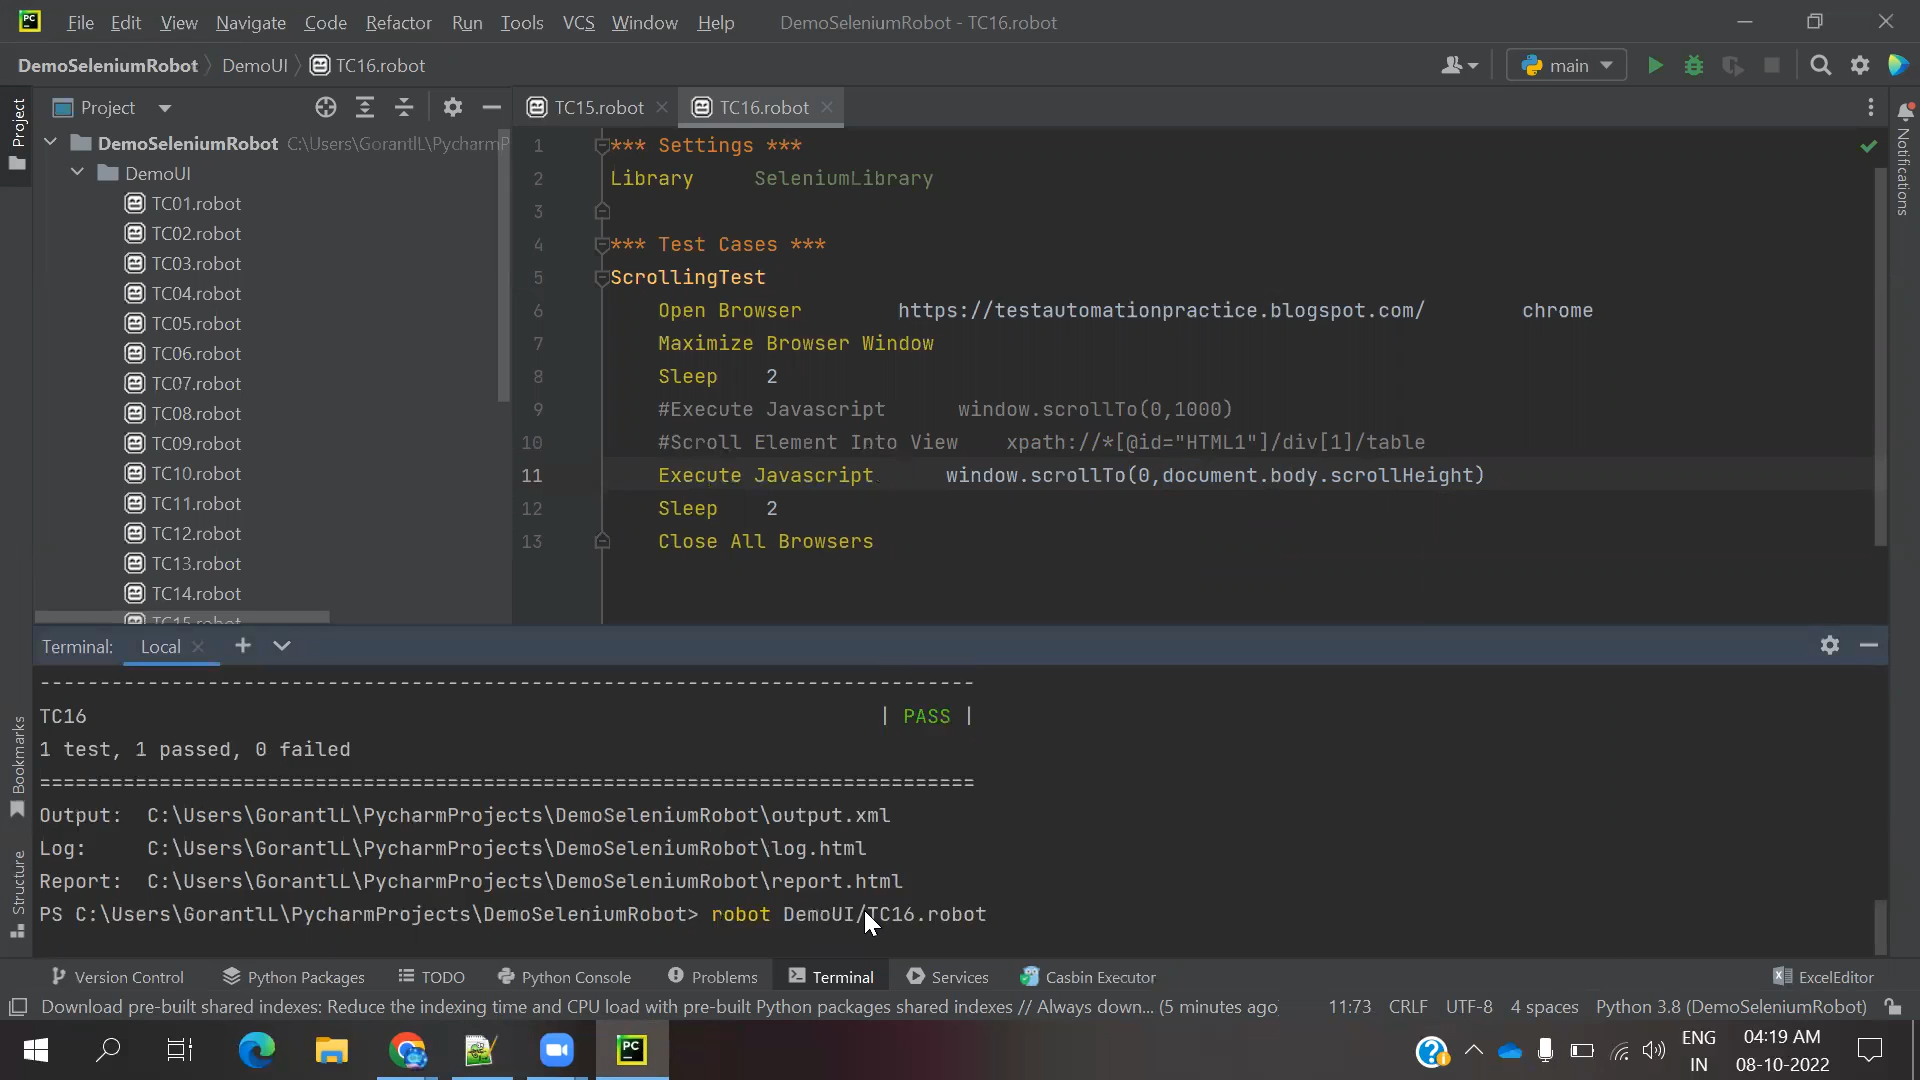 File Edit View Navigate Code Refactor Run Tools VCS Window Help DemoSeleniumRobot - TC16.robot
DemoSeleniumRobot DemoUI TC16.robot main
Project TC15.robot TC16.robot
Project
DemoSeleniumRobot C:\Users\GorantlL\PycharmP
DemoUI
TC01.robot
TC02.robot
TC03.robot
TC04.robot
TC05.robot
TC06.robot
TC07.robot
TC08.robot
TC09.robot
TC10.robot
TC11.robot
TC12.robot
TC13.robot
TC14.robot
TC15.robot
1 *** Settings ***
2 Library SeleniumLibrary
3
4 *** Test Cases ***
5 ScrollingTest
6 Open Browser https://testautomationpractice.blogspot.com/ chrome
7 Maximize Browser Window
8 Sleep 2
9 #Execute Javascript window.scrollTo(0,1000)
10 #Scroll Element Into View xpath://*[@id="HTML1"]/div[1]/table
11 Execute Javascript window.scrollTo(0,document.body.scrollHeight)
12 Sleep 2
13 Close All Browsers
Notifications
Terminal: Local
--------------------------------------------------------------------------------
TC16 | PASS |
1 test, 1 passed, 0 failed
================================================================================
Output: C:\Users\GorantlL\PycharmProjects\DemoSeleniumRobot\output.xml
Log: C:\Users\GorantlL\PycharmProjects\DemoSeleniumRobot\log.html
Report: C:\Users\GorantlL\PycharmProjects\DemoSeleniumRobot\report.html
PS C:\Users\GorantlL\PycharmProjects\DemoSeleniumRobot> robot DemoUI/TC16.robot
Bookmarks
Structure
Version Control Python Packages TODO Python Console Problems Terminal Services Casbin Executor ExcelEditor
Download pre-built shared indexes: Reduce the indexing time and CPU load with pre-built Python packages shared indexes // Always down... (5 minutes ago 11:73 CRLF UTF-8 4 spaces Python 3.8 (DemoSeleniumRobot)
PC
ENG 04:19 AM
IN 08-10-2022